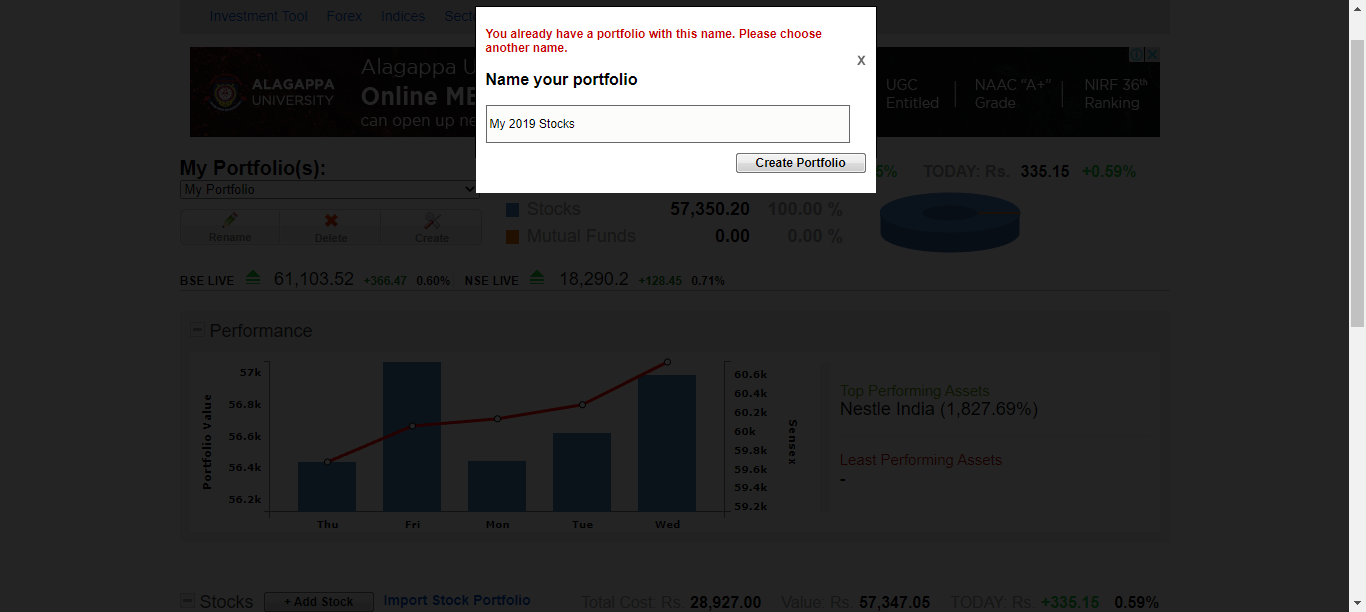 Investment Tool Forex Indices Secto
You already have a portfolio with this name. Please choose
another name.
X
Name your portfolio
My 2019 Stocks
Create Portfolio
ALAGAPPA
UNIVERSITY
Alagappa U
Online ME
can open up ne
UGC
Entitled
NAAC "A+"
Grade
NIRF 36th
Ranking
My Portfolio(s):
My Portfolio
Rename Delete Create
5% TODAY: Rs. 335.15 +0.59%
Stocks 57,350.20 100.00 %
Mutual Funds 0.00 0.00 %
BSE LIVE 61,103.52 +366.47 0.60% NSE LIVE 18,290.2 +128.45 0.71%
Performance
Portfolio Value
57k
56.8k
56.6k
56.4k
56.2k
Thu Fri Mon Tue Wed
60.6k
60.4k
60.2k
60k
59.8k
59.6k
59.4k
59.2k
Sensex
Top Performing Assets
Nestle India (1,827.69%)
Least Performing Assets
-
Stocks + Add Stock Import Stock Portfolio Total Cost: Rs. 28,927.00 Value: Rs. 57,347.05 TODAY: Rs. +335.15 0.59%